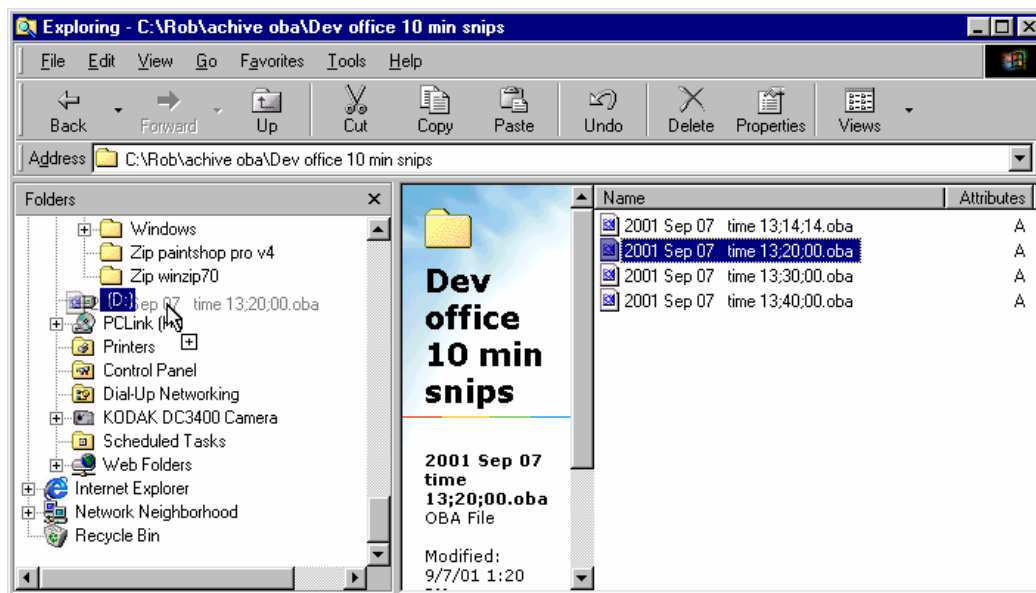 Exploring - C:\Rob\achive oba\Dev office 10 min snips
File Edit View Go Favorites Tools Help
Back Forward Up Cut Copy Paste Undo Delete Properties Views
Address C:\Rob\achive oba\Dev office 10 min snips
Folders
Windows
Zip paintshop pro v4
Zip winzip70
(D:) Sep 07 time 13;20;00.oba
PCLink
Printers
Control Panel
Dial-Up Networking
KODAK DC3400 Camera
Scheduled Tasks
Web Folders
Internet Explorer
Network Neighborhood
Recycle Bin
Dev
office
10 min
snips
2001 Sep 07
time
13;20;00.oba
OBA File
Modified:
9/7/01 1:20
Name Attributes
2001 Sep 07 time 13;14;14.oba A
2001 Sep 07 time 13;20;00.oba A
2001 Sep 07 time 13;30;00.oba A
2001 Sep 07 time 13;40;00.oba A